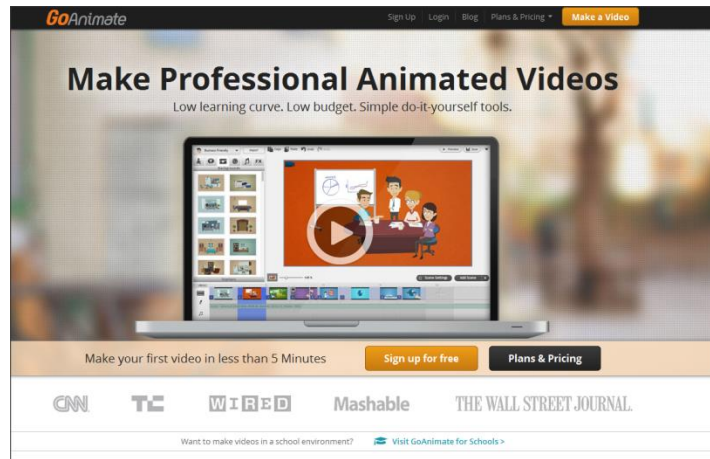 GoAnimate
Sign Up Login Blog Plans & Pricing Make a Video
Make Professional Animated Videos
Low learning curve. Low budget. Simple do-it-yourself tools.
Make your first video in less than 5 Minutes Sign up for free Plans & Pricing
CNN TC WIRED Mashable THE WALL STREET JOURNAL.
Want to make videos in a school environment? Visit GoAnimate for Schools >